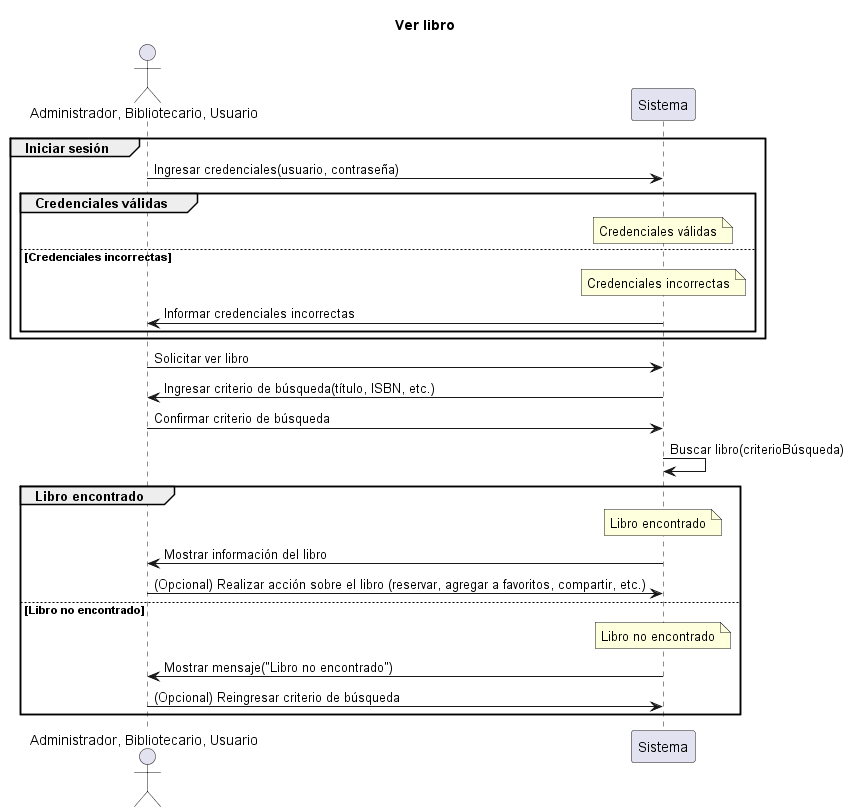 Ver libro
Administrador, Bibliotecario, Usuario
Sistema
Iniciar sesión
Ingresar credenciales(usuario, contraseña)
Credenciales válidas
Credenciales válidas
[Credenciales incorrectas]
Credenciales incorrectas
Informar credenciales incorrectas
Solicitar ver libro
Ingresar criterio de búsqueda(título, ISBN, etc.)
Confirmar criterio de búsqueda
Buscar libro(criterioBúsqueda)
Libro encontrado
Libro encontrado
Mostrar información del libro
(Opcional) Realizar acción sobre el libro (reservar, agregar a favoritos, compartir, etc.)
[Libro no encontrado]
Libro no encontrado
Mostrar mensaje("Libro no encontrado")
(Opcional) Reingresar criterio de búsqueda
Administrador, Bibliotecario, Usuario
Sistema